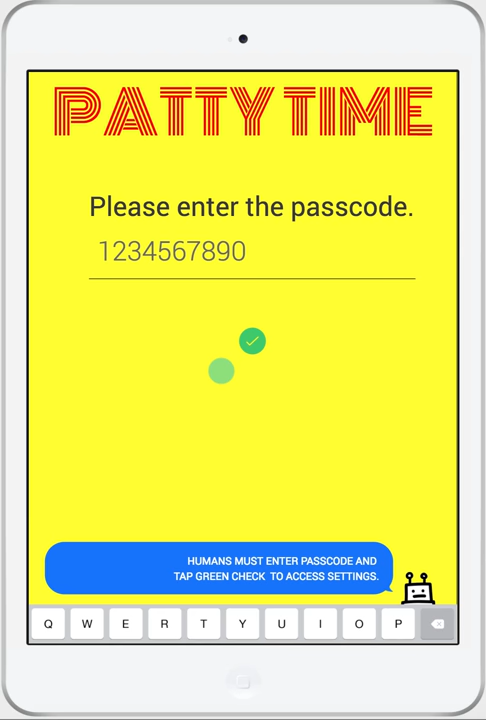 PATTY TIME
Please enter the passcode.
1234567890
HUMANS MUST ENTER PASSCODE AND
TAP GREEN CHECK TO ACCESS SETTINGS.
Q W E R T Y U I O P